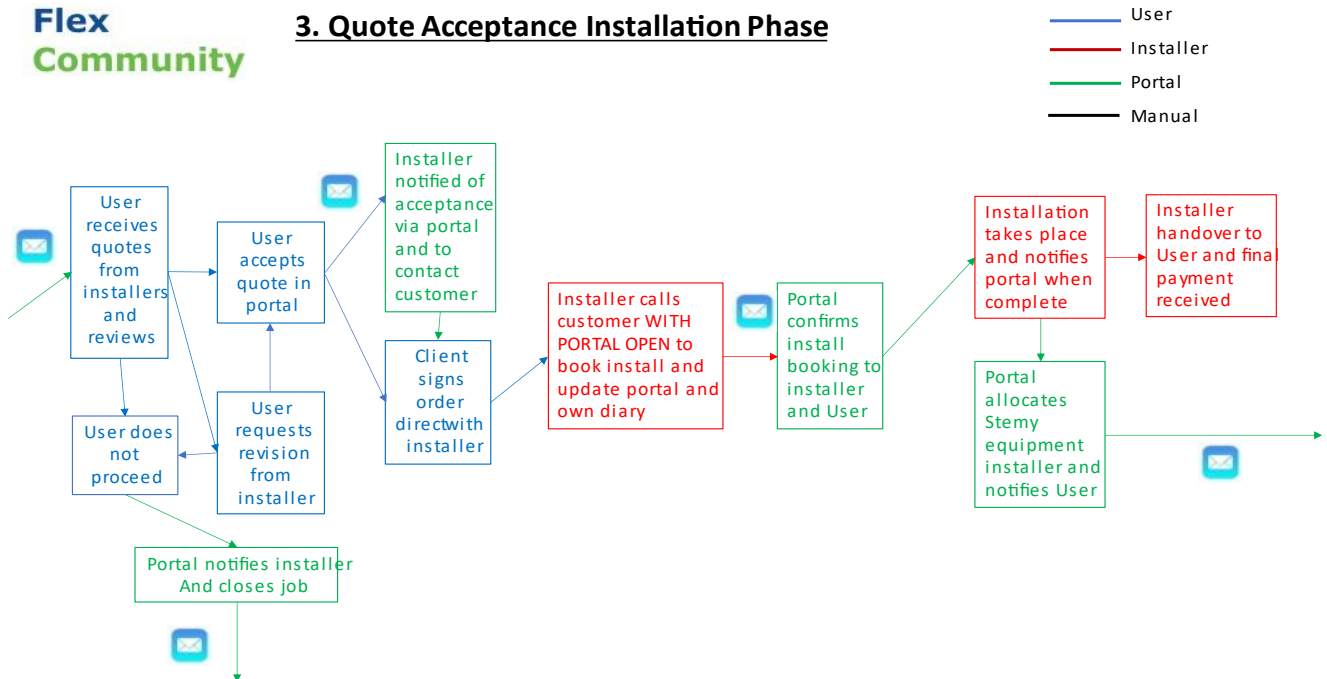 Flex
Community
3. Quote Acceptance Installation Phase
User
Installer
Portal
Manual
User
receives
quotes
from
installers
and
reviews
User
accepts
quote in
portal
Installer
notified of
acceptance
via portal
and to
contact
customer
Client
signs
order
directwith
installer
User does
not
proceed
User
requests
revision
from
installer
Portal notifies installer
And closes job
Installer calls
customer WITH
PORTAL OPEN to
book install and
update portal and
own diary
Portal
confirms
install
booking to
installer
and User
Installation
takes place
and notifies
portal when
complete
Installer
handover to
User and final
payment
received
Portal
allocates
Stemy
equipment
installer and
notifies User